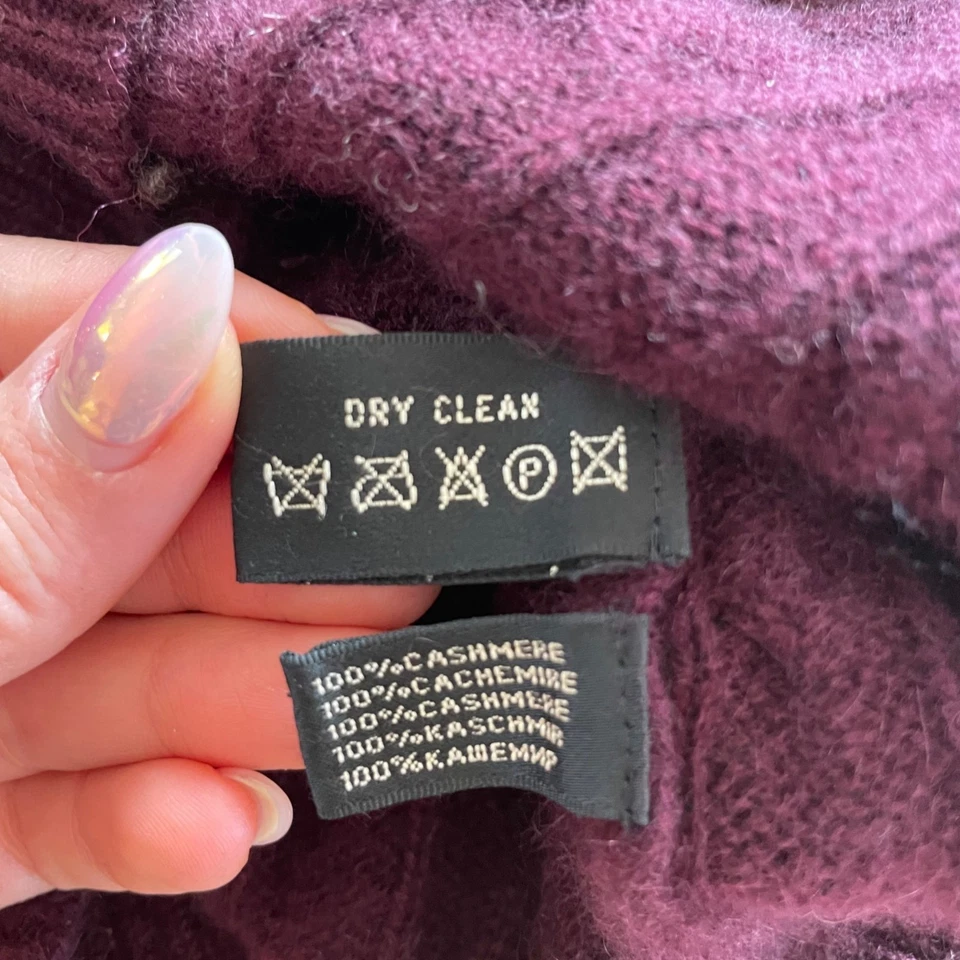 DRY CLEAN
P
100%CASHMERE
100%CACHEMIRE
100%CASHMERE
100%KASCHMIR
100%КАШЕМИР